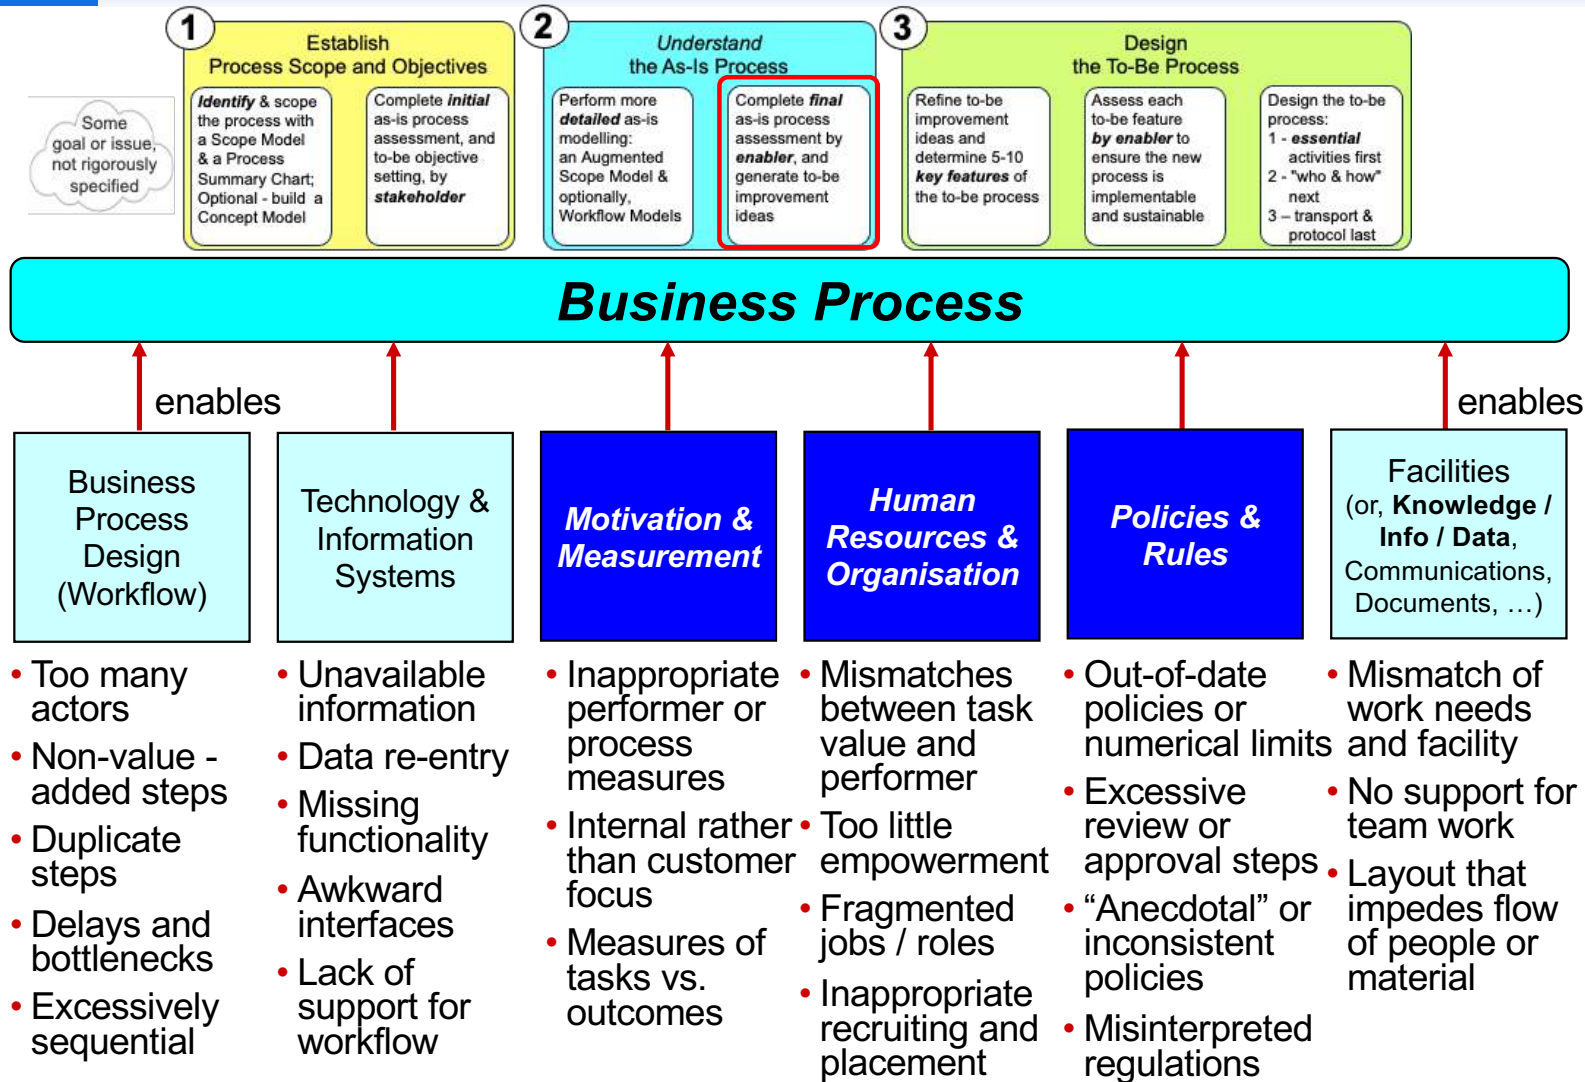 1
Establish
Process Scope and Objectives
Identify & scope
the process with
a Scope Model
& a Process
Summary Chart;
Optional - build a
Concept Model
Complete initial
as-is process
assessment, and
to-be objective
setting, by
stakeholder
2
Understand
the As-Is Process
Perform more
detailed as-is
modelling:
an Augmented
Scope Model &
optionally,
Workflow Models
Complete final
as-is process
assessment by
enabler, and
generate to-be
improvement
ideas
3
Design
the To-Be Process
Refine to-be
improvement
ideas and
determine 5-10
key features of
the to-be process
Assess each
to-be feature
by enabler to
ensure the new
process is
implementable
and sustainable
Design the to-be
process:
1 - essential
activities first
2 - "who & how"
next
3 – transport &
protocol last
Some
goal or issue,
not rigorously
specified
Business Process
enables
enables
Business
Process
Design
(Workflow)
Technology &
Information
Systems
Motivation &
Measurement
Human
Resources &
Organisation
Policies &
Rules
Facilities
(or, Knowledge /
Info / Data,
Communications,
Documents, …)
• Too many
actors
• Non-value -
added steps
• Duplicate
steps
• Delays and
bottlenecks
• Excessively
sequential
• Unavailable
information
• Data re-entry
• Missing
functionality
• Awkward
interfaces
• Lack of
support for
workflow
• Inappropriate
performer or
process
measures
• Internal rather
than customer
focus
• Measures of
tasks vs.
outcomes
• Mismatches
between task
value and
performer
• Too little
empowerment
• Fragmented
jobs / roles
• Inappropriate
recruiting and
placement
• Out-of-date
policies or
numerical limits
• Excessive
review or
approval steps
• “Anecdotal” or
inconsistent
policies
• Misinterpreted
regulations
• Mismatch of
work needs
and facility
• No support for
team work
• Layout that
impedes flow
of people or
material